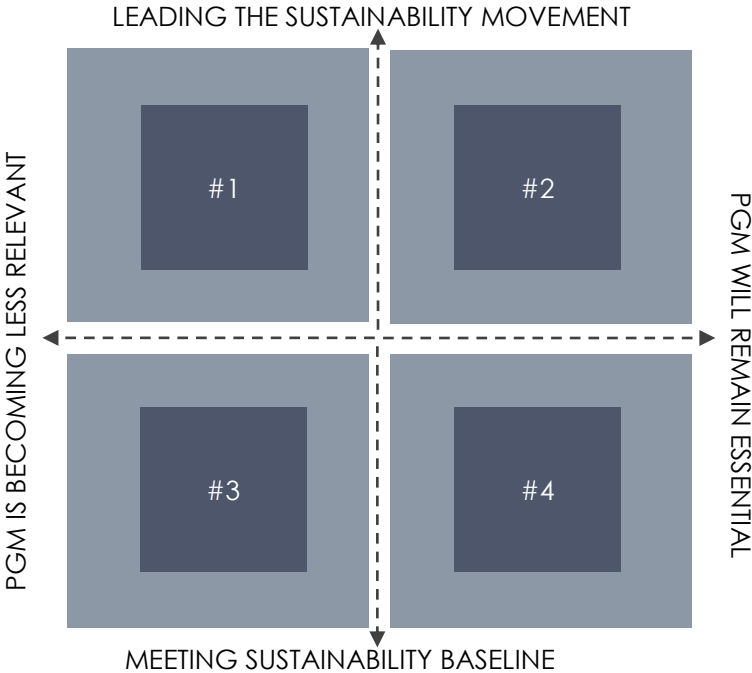 LEADING THE SUSTAINABILITY MOVEMENT
PGM IS BECOMING LESS RELEVANT
#1
#2
PGM WILL REMAIN ESSENTIAL
#3
#4
MEETING SUSTAINABILITY BASELINE